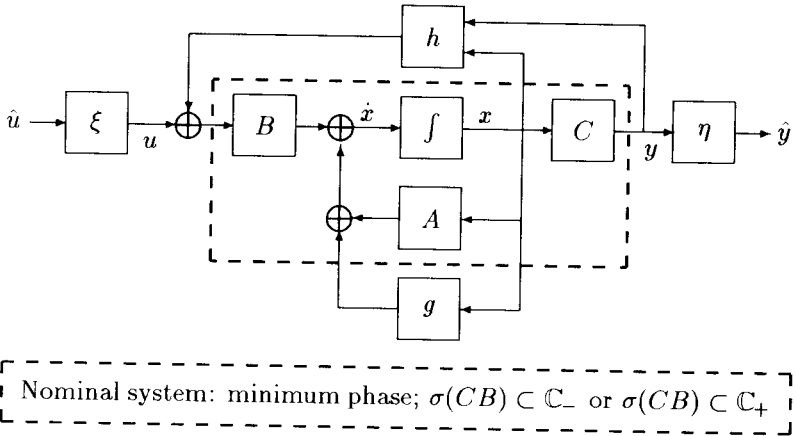 h
û ξ u B ẋ ∫ x C y η ŷ
A
g
Nominal system: minimum phase; σ(CB) ⊂ ℂ₋ or σ(CB) ⊂ ℂ₊